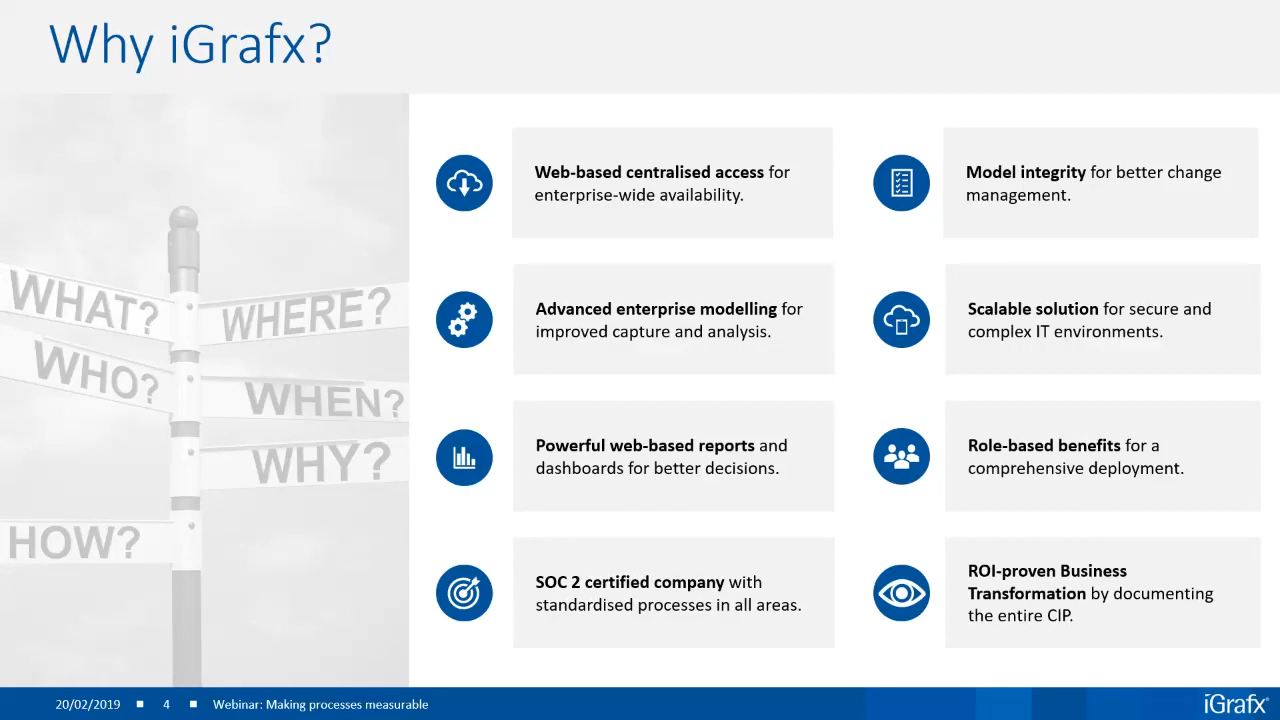 Why iGrafx?
WHAT?
WHERE?
WHO?
WHEN?
WHY?
HOW?
Web-based centralised access for
enterprise-wide availability.
Model integrity for better change
management.
Advanced enterprise modelling for
improved capture and analysis.
Scalable solution for secure and
complex IT environments.
Powerful web-based reports and
dashboards for better decisions.
Role-based benefits for a
comprehensive deployment.
SOC 2 certified company with
standardised processes in all areas.
ROI-proven Business
Transformation by documenting
the entire CIP.
20/02/2019 ■ 4 ■ Webinar: Making processes measurable
iGrafx®